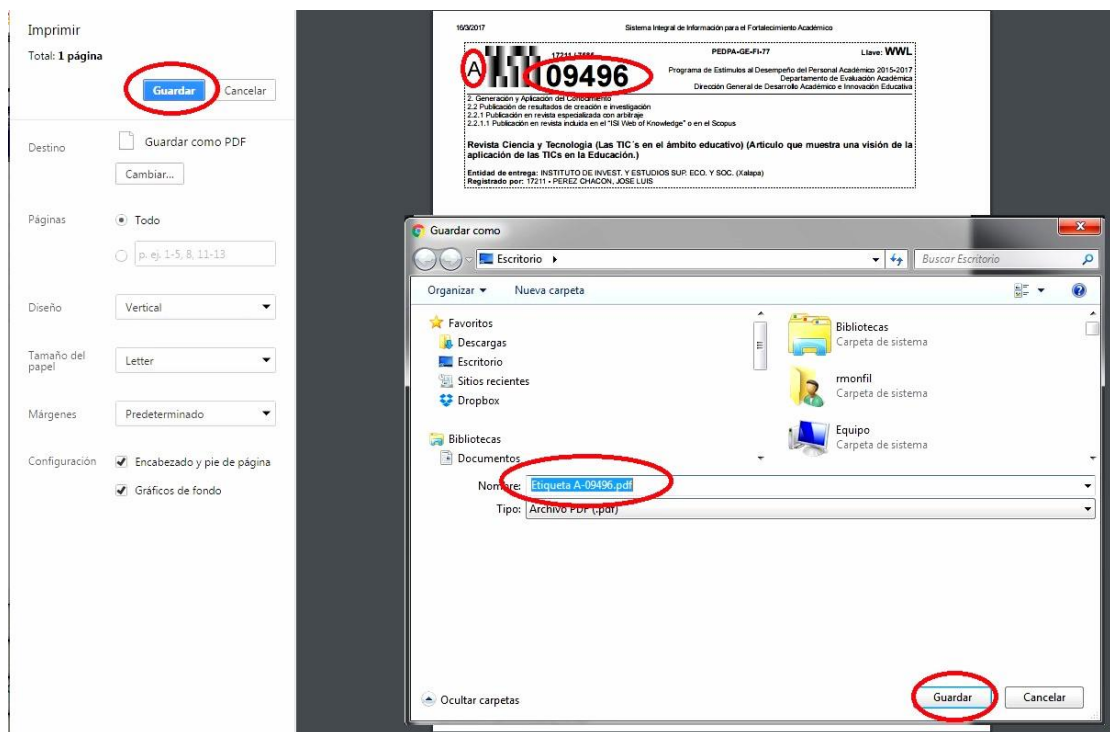 Imprimir
Total: 1 página
Guardar
Cancelar
Destino
Guardar como PDF
Cambiar...
Páginas
Todo
p. ej. 1-5, 8, 11-13
Diseño
Vertical
Tamaño del papel
Letter
Márgenes
Predeterminado
Configuración
Encabezado y pie de página
Gráficos de fondo
16/3/2017
Sistema Integral de Información para el Fortalecimiento Académico
A
09496
PEDPA-GE-FI-77
Llave: WWL
Programa de Estímulos al Desempeño del Personal Académico 2015-2017
Departamento de Evaluación Académica
Dirección General de Desarrollo Académico e Innovación Educativa
2. Generación y Aplicación del Conocimiento
2.2 Publicación de resultados de creación e investigación
2.2.1 Publicación en revista especializada con arbitraje
2.2.1.1 Publicación en revista incluida en el "ISI Web of Knowledge" o en el Scopus
Revista Ciencia y Tecnología (Las TIC´s en el ámbito educativo) (Articulo que muestra una visión de la
aplicación de las TICs en la Educación.)
Entidad de entrega: INSTITUTO DE INVEST. Y ESTUDIOS SUP. ECO. Y SOC. (Xalapa)
Registrado por: 17211 - PEREZ CHACON, JOSE LUIS
Guardar como
Escritorio
Buscar Escritorio
Organizar
Nueva carpeta
Favoritos
Descargas
Escritorio
Sitios recientes
Dropbox
Bibliotecas
Documentos
Bibliotecas
Carpeta de sistema
rmonfil
Carpeta de sistema
Equipo
Carpeta de sistema
Nombre: Etiqueta A-09496.pdf
Tipo: Archivo PDF (.pdf)
Ocultar carpetas
Guardar
Cancelar